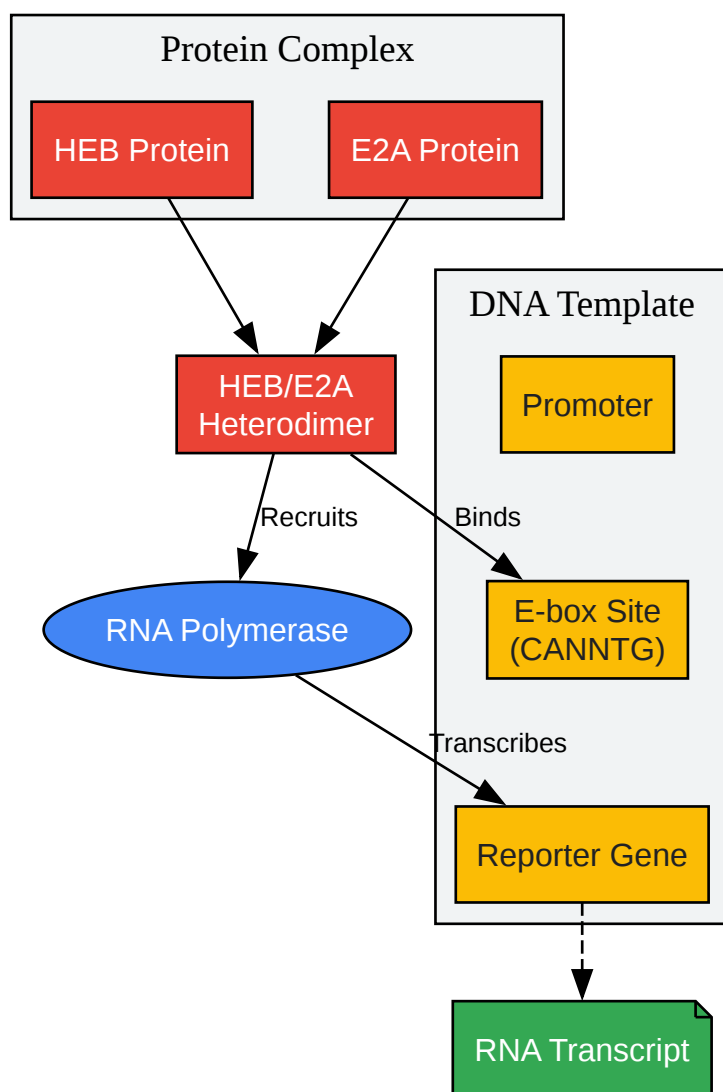 Protein Complex
HEB Protein
E2A Protein
DNA Template
HEB/E2A
Heterodimer
Promoter
Recruits
Binds
E-box Site
(CANNTG)
RNA Polymerase
Transcribes
Reporter Gene
RNA Transcript